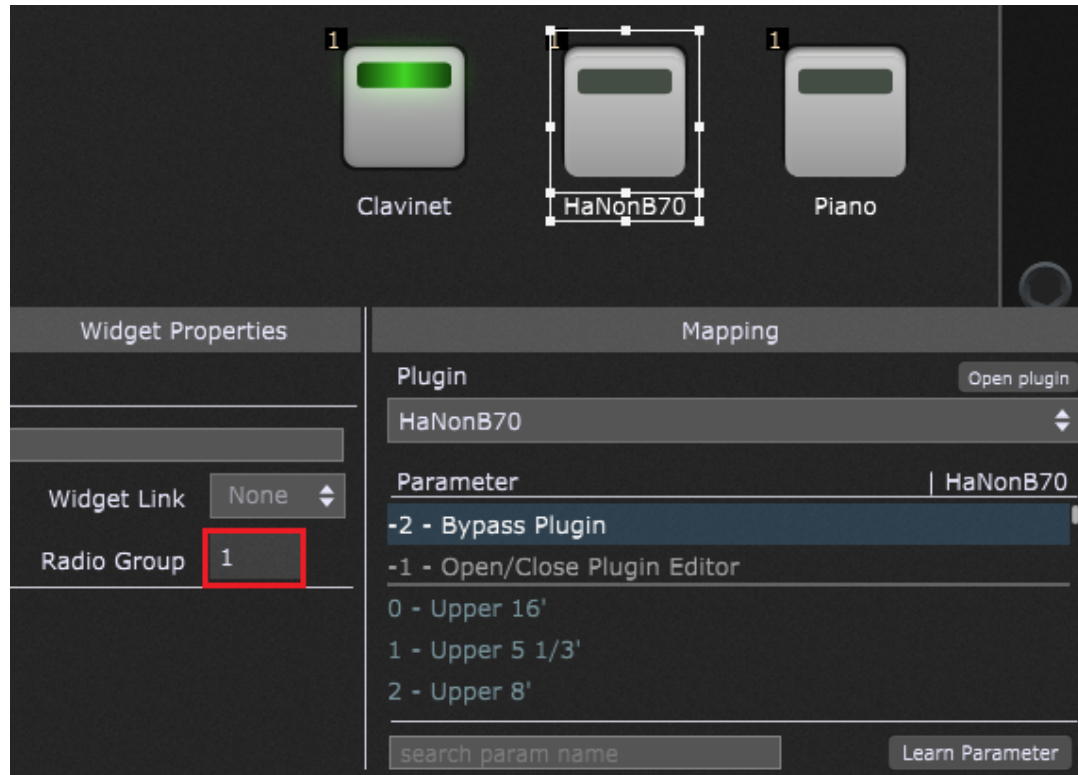 1 1 1
Clavinet HaNonB70 Piano
Widget Properties
Mapping
Plugin Open plugin
HaNonB70
Parameter | HaNonB70
Widget Link None
-2 - Bypass Plugin
Radio Group 1
-1 - Open/Close Plugin Editor
0 - Upper 16'
1 - Upper 5 1/3'
2 - Upper 8'
search param name Learn Parameter